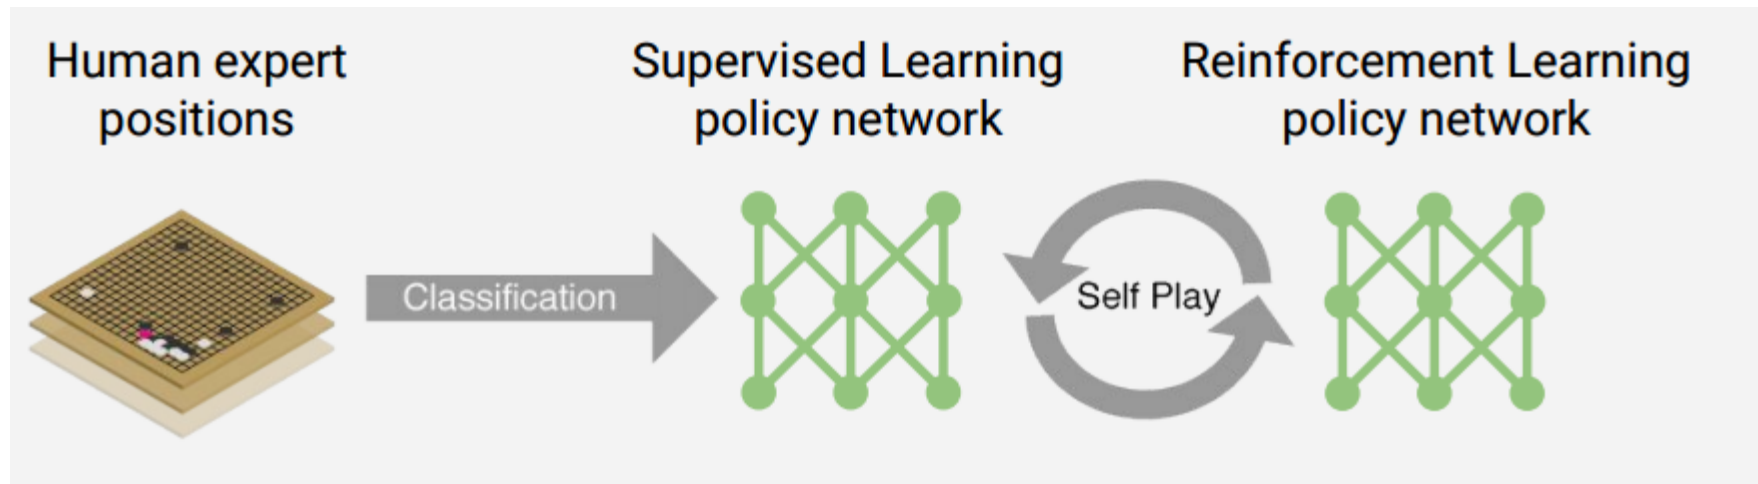 Human expert
positions
Supervised Learning
policy network
Reinforcement Learning
policy network
Classification
Self Play